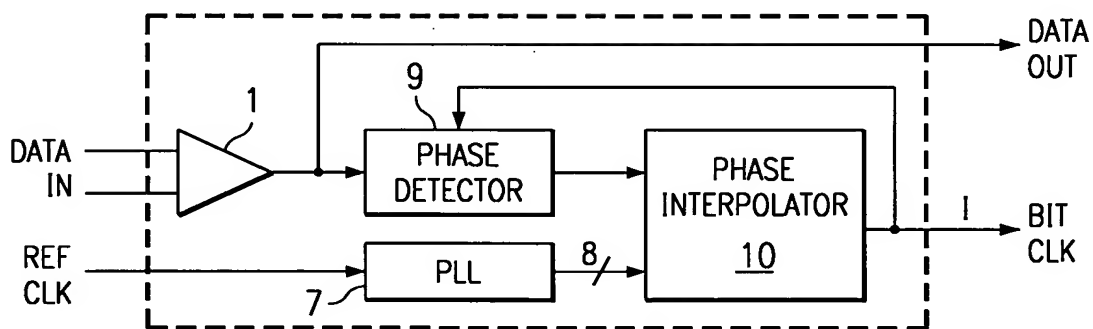 DATA
OUT
9
1
DATA
IN
PHASE
DETECTOR
PHASE
INTERPOLATOR
10
I
BIT
CLK
REF
CLK
PLL
8
7